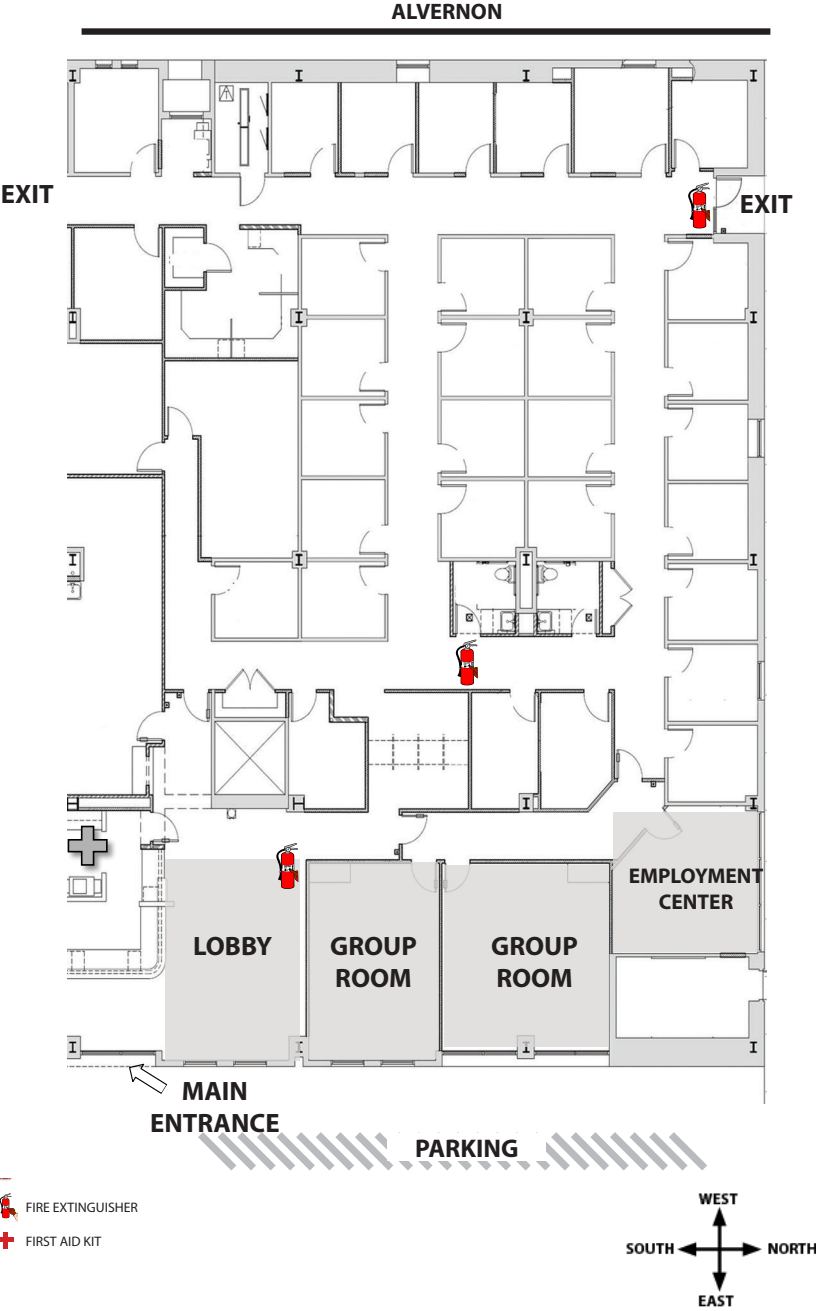 ALVERNON
EXIT
EXIT
EMPLOYMENT
CENTER
LOBBY
GROUP
ROOM
GROUP
ROOM
MAIN
ENTRANCE
PARKING
FIRE EXTINGUISHER
FIRST AID KIT
WEST
SOUTH
NORTH
EAST